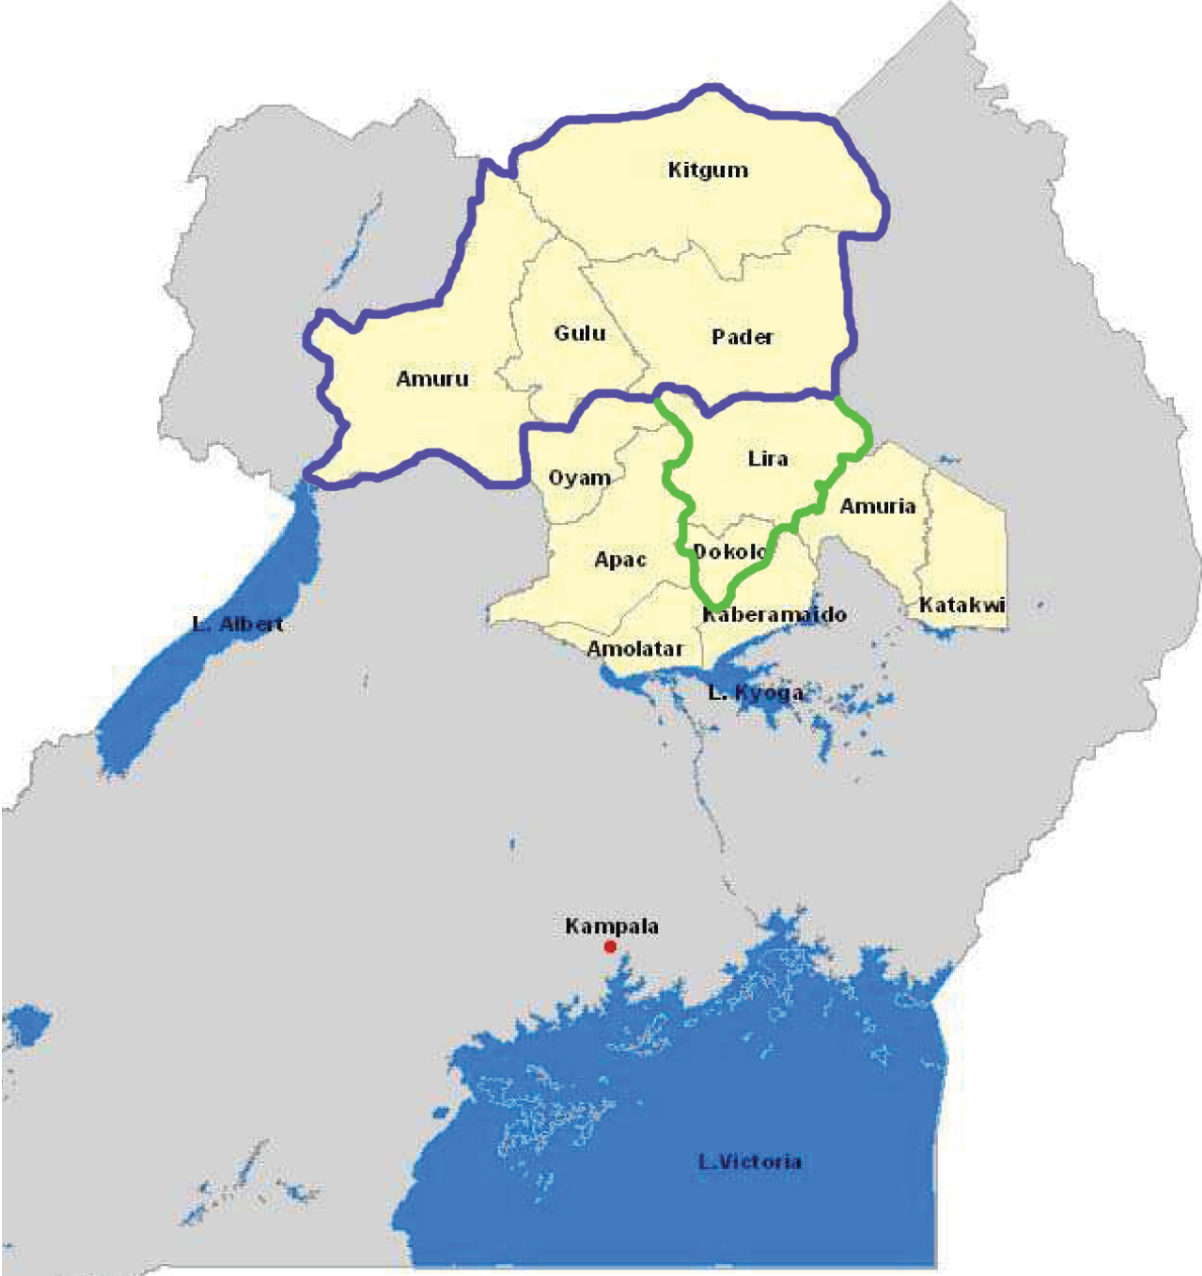 Kitgum
Gulu
Pader
Amuru
Lira
Oyam
Amuria
Dokolo
Apac
Katakwi
Kaberamaido
L. Albert
Amolatar
L. Kyoga
Kampala
L.Victoria